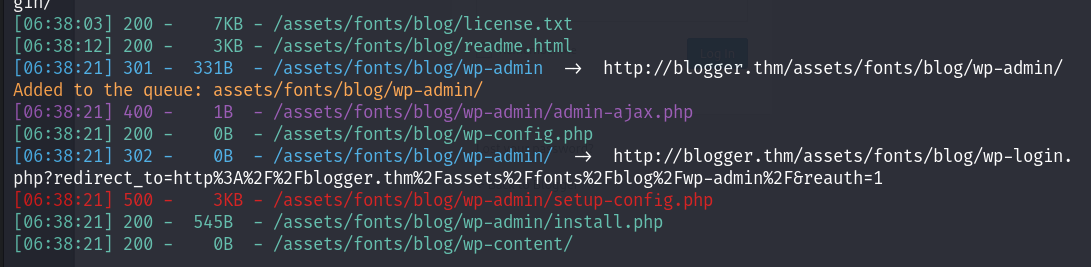 gin/
[06:38:03] 200 -    7KB - /assets/fonts/blog/license.txt
[06:38:12] 200 -    3KB - /assets/fonts/blog/readme.html
[06:38:21] 301 -  331B  - /assets/fonts/blog/wp-admin  ->  http://blogger.thm/assets/fonts/blog/wp-admin/
Added to the queue: assets/fonts/blog/wp-admin/
[06:38:21] 400 -    1B  - /assets/fonts/blog/wp-admin/admin-ajax.php
[06:38:21] 200 -    0B  - /assets/fonts/blog/wp-config.php
[06:38:21] 302 -    0B  - /assets/fonts/blog/wp-admin/  ->  http://blogger.thm/assets/fonts/blog/wp-login.
php?redirect_to=http%3A%2F%2Fblogger.thm%2Fassets%2Ffonts%2Fblog%2Fwp-admin%2F&reauth=1
[06:38:21] 500 -    3KB - /assets/fonts/blog/wp-admin/setup-config.php
[06:38:21] 200 -  545B  - /assets/fonts/blog/wp-admin/install.php
[06:38:21] 200 -    0B  - /assets/fonts/blog/wp-content/